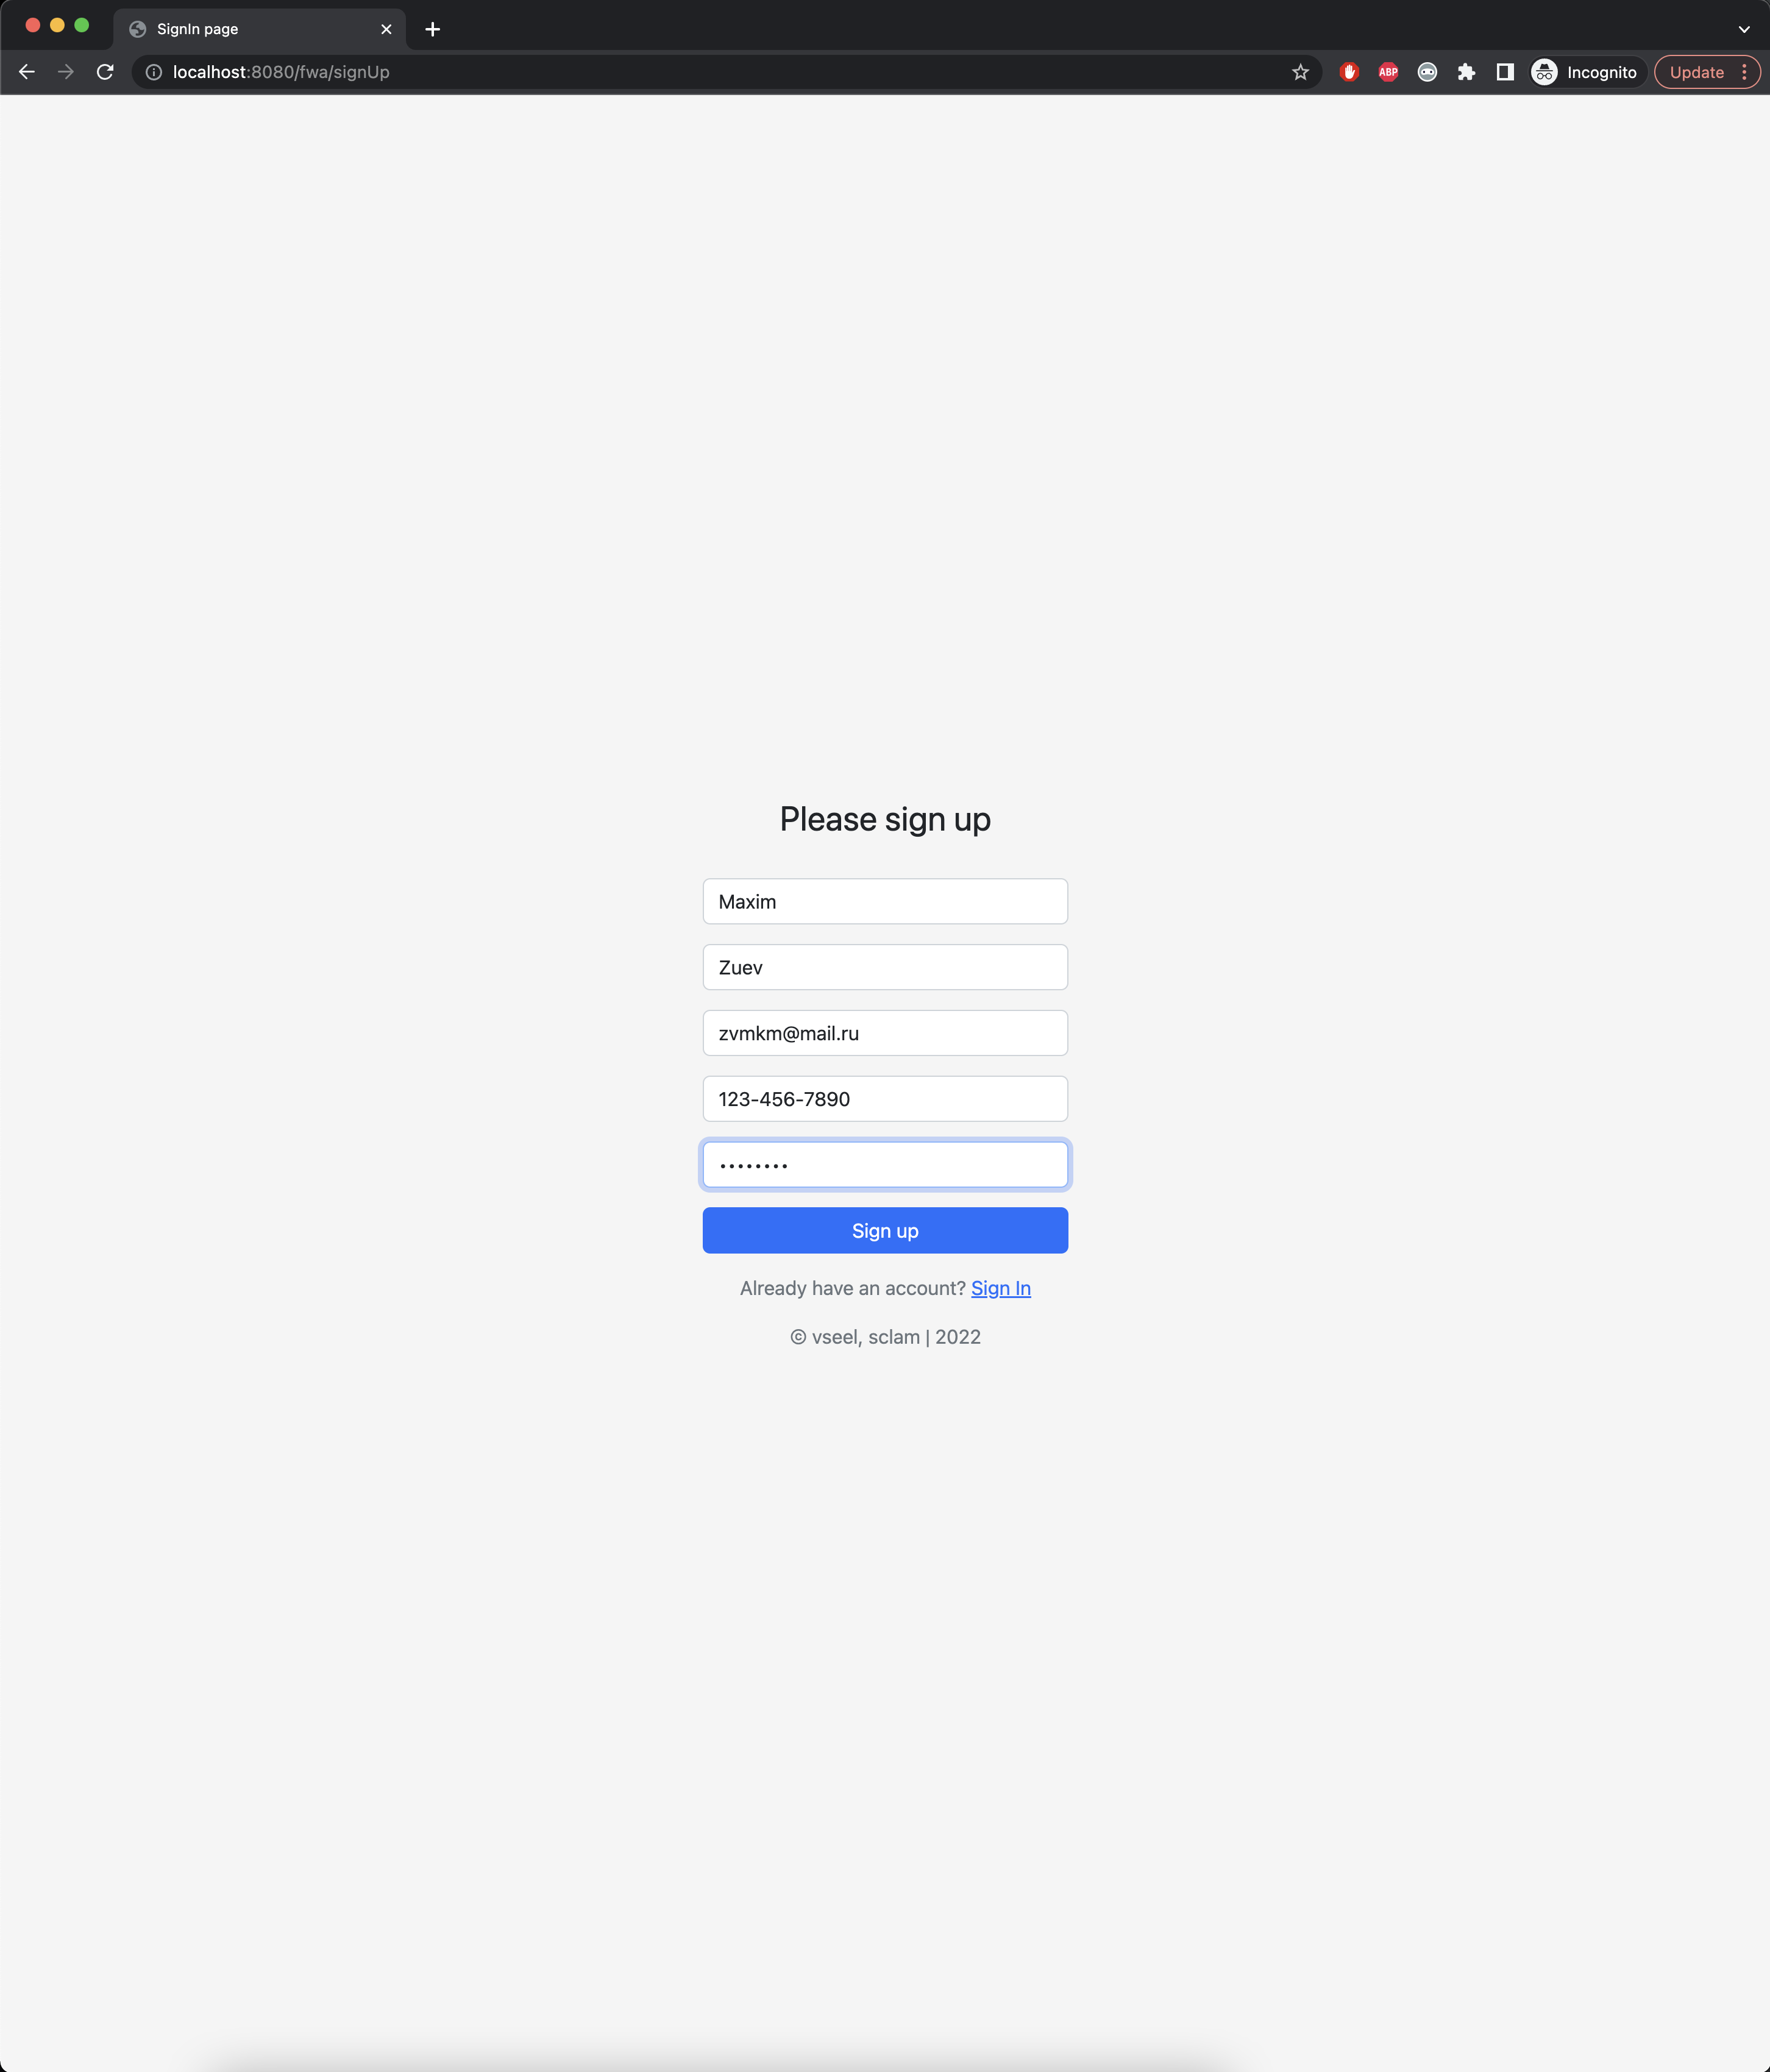 SignIn page
localhost:8080/fwa/signUp
ABP
Incognito
Update
Please sign up
Maxim
Zuev
zvmkm@mail.ru
123-456-7890
••••••••
Sign up
Already have an account? Sign In
© vseel, sclam | 2022